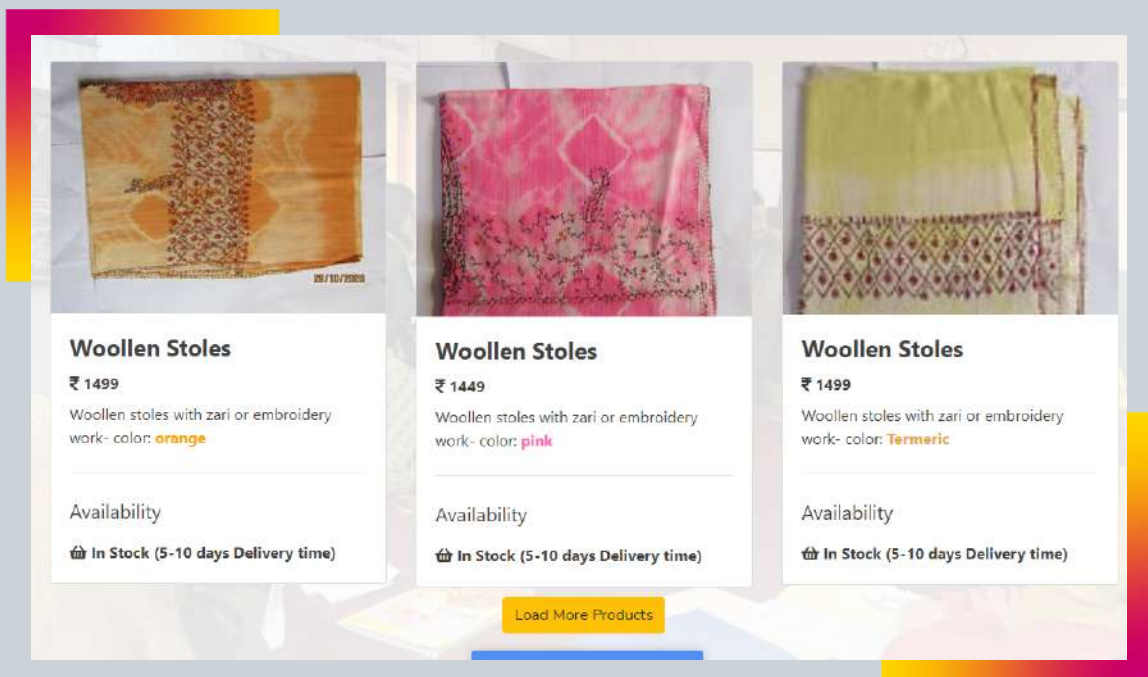 29/10/2020
Woollen Stoles
₹ 1499
Woollen stoles with zari or embroidery
work- color: orange
Availability
In Stock (5-10 days Delivery time)
Woollen Stoles
₹ 1449
Woollen stoles with zari or embroidery
work- color: pink
Availability
In Stock (5-10 days Delivery time)
Woollen Stoles
₹ 1499
Woollen stoles with zari or embroidery
work- color: Termeric
Availability
In Stock (5-10 days Delivery time)
Load More Products